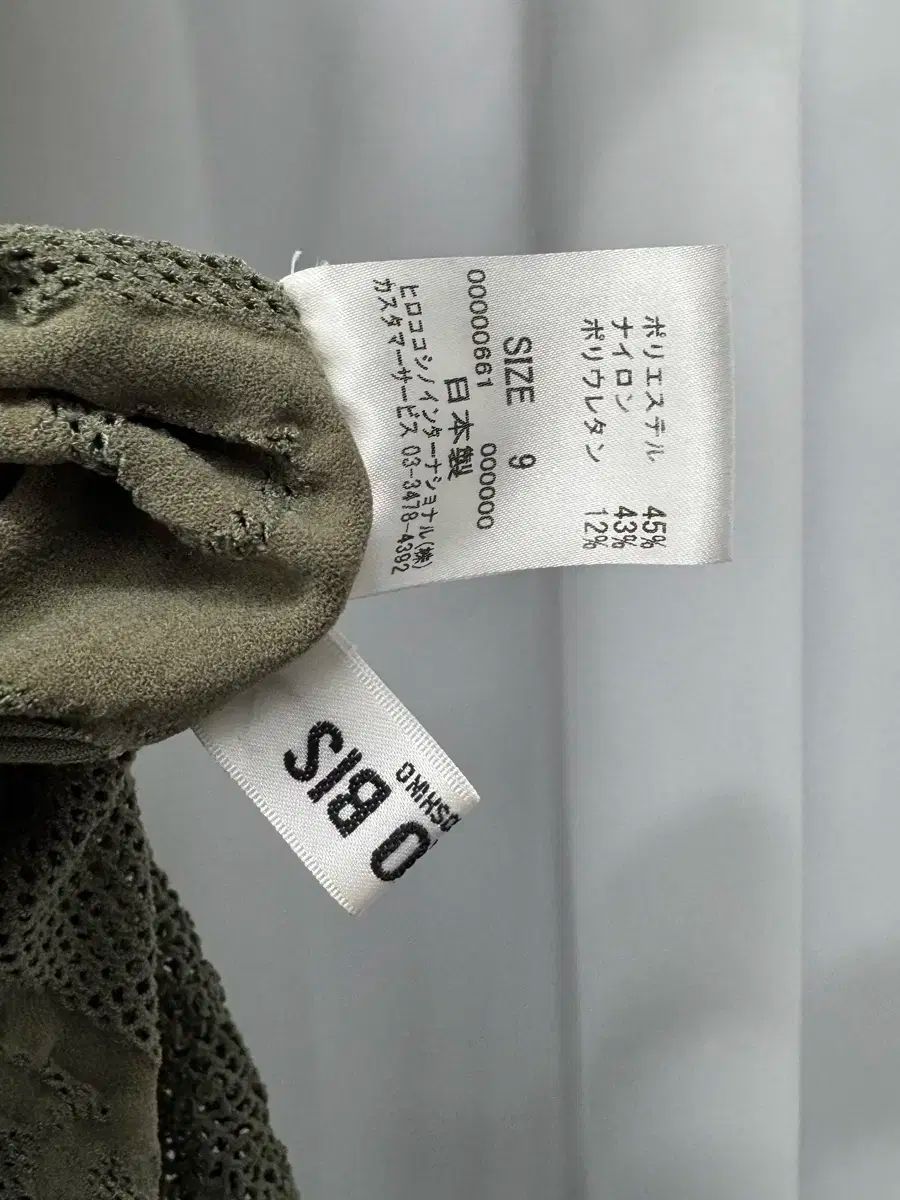 ポリエステル 45%
ナイロン 43%
ポリウレタン 12%
SIZE 9
00000661 000000
日本製
ヒロココシノインターナショナル(株)
カスタマーサービス 03-3478-4392
O BIS
OSHWC